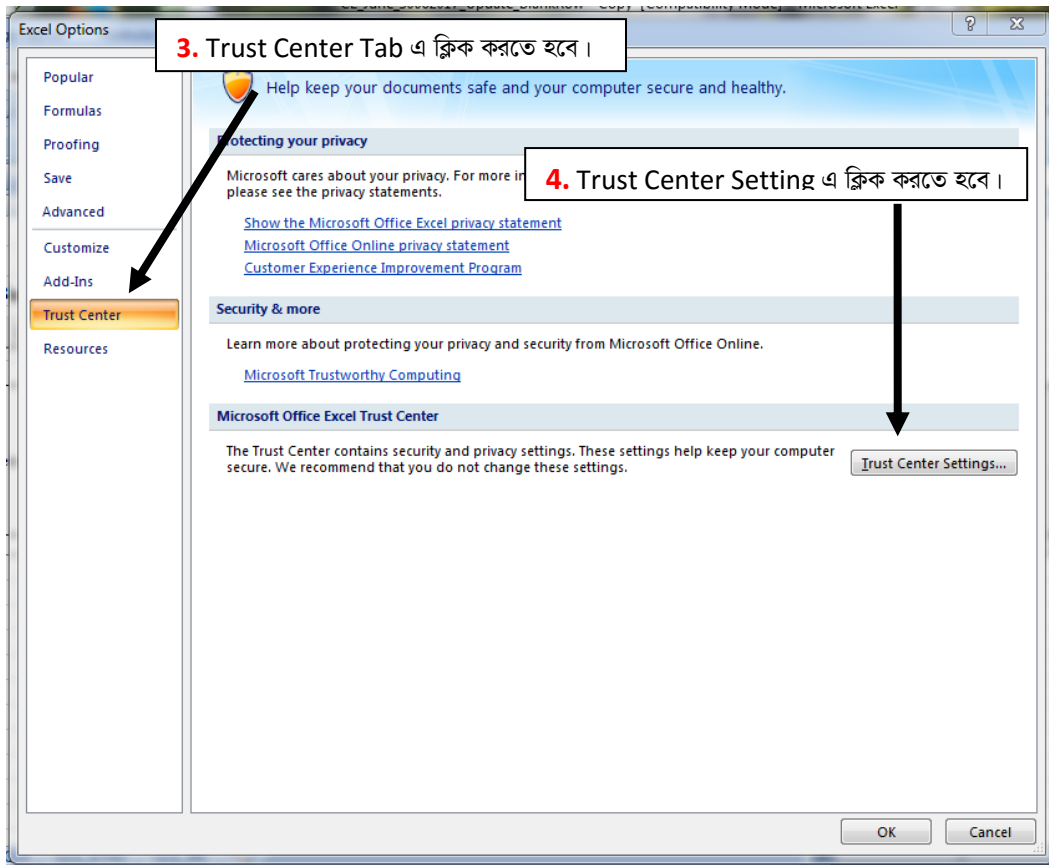 Excel Options
3. Trust Center Tab এ ক্লিক করতে হবে।
Popular
Formulas
Proofing
Save
Advanced
Customize
Add-Ins
Trust Center
Resources
Help keep your documents safe and your computer secure and healthy.
Protecting your privacy
Microsoft cares about your privacy. For more
please see the privacy statements.
4. Trust Center Setting এ ক্লিক করতে হবে।
Show the Microsoft Office Excel privacy statement
Microsoft Office Online privacy statement
Customer Experience Improvement Program
Security & more
Learn more about protecting your privacy and security from Microsoft Office Online.
Microsoft Trustworthy Computing
Microsoft Office Excel Trust Center
The Trust Center contains security and privacy settings. These settings help keep your computer
secure. We recommend that you do not change these settings.
Trust Center Settings...
OK
Cancel